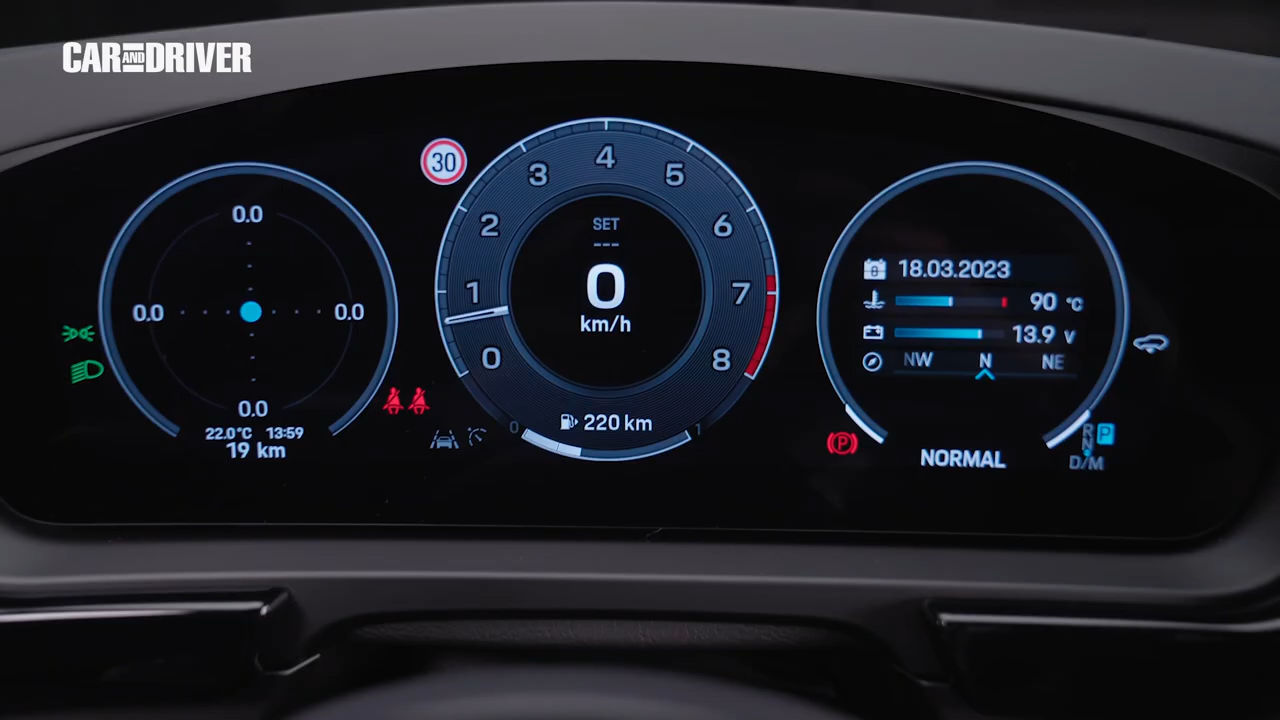 CAR AND DRIVER
0.0
0.0 0.0
0.0
22.0°C 13:59
19 km
30
0 1 2 3 4 5 6 7 8
SET
---
0
km/h
220 km
0 1
18.03.2023
90 °C
13.9 V
NW N NE
NORMAL
P
R
N
P
D/M